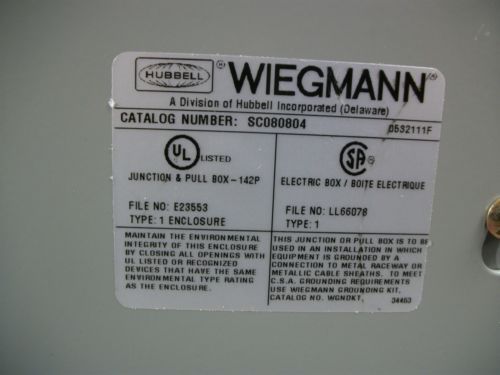 HUBBELL ® WIEGMANN ®
A Division of Hubbell Incorporated (Delaware)
CATALOG NUMBER: SC080804 0532111F
UL LISTED
JUNCTION & PULL BOX-142P
FILE NO: E23553
TYPE: 1 ENCLOSURE
SA
ELECTRIC BOX / BOITE ELECTRIQUE
FILE NO: LL66078
TYPE: 1
MAINTAIN THE ENVIRONMENTAL
INTEGRITY OF THIS ENCLOSURE
BY CLOSING ALL OPENINGS WITH
UL LISTED OR RECOGNIZED
DEVICES THAT HAVE THE SAME
ENVIRONMENTAL TYPE RATING
AS THE ENCLOSURE.
THIS JUNCTION OR PULL BOX IS TO BE
USED IN AN INSTALLATION IN WHICH
EQUIPMENT IS GROUNDED BY A
CONNECTION TO METAL RACEWAY OR
METALLIC CABLE SHEATHS. TO MEET
C.S.A. GROUNDING REQUIREMENTS
USE WIEGMANN GROUNDING KIT.
CATALOG NO. WGNDKT. 34463